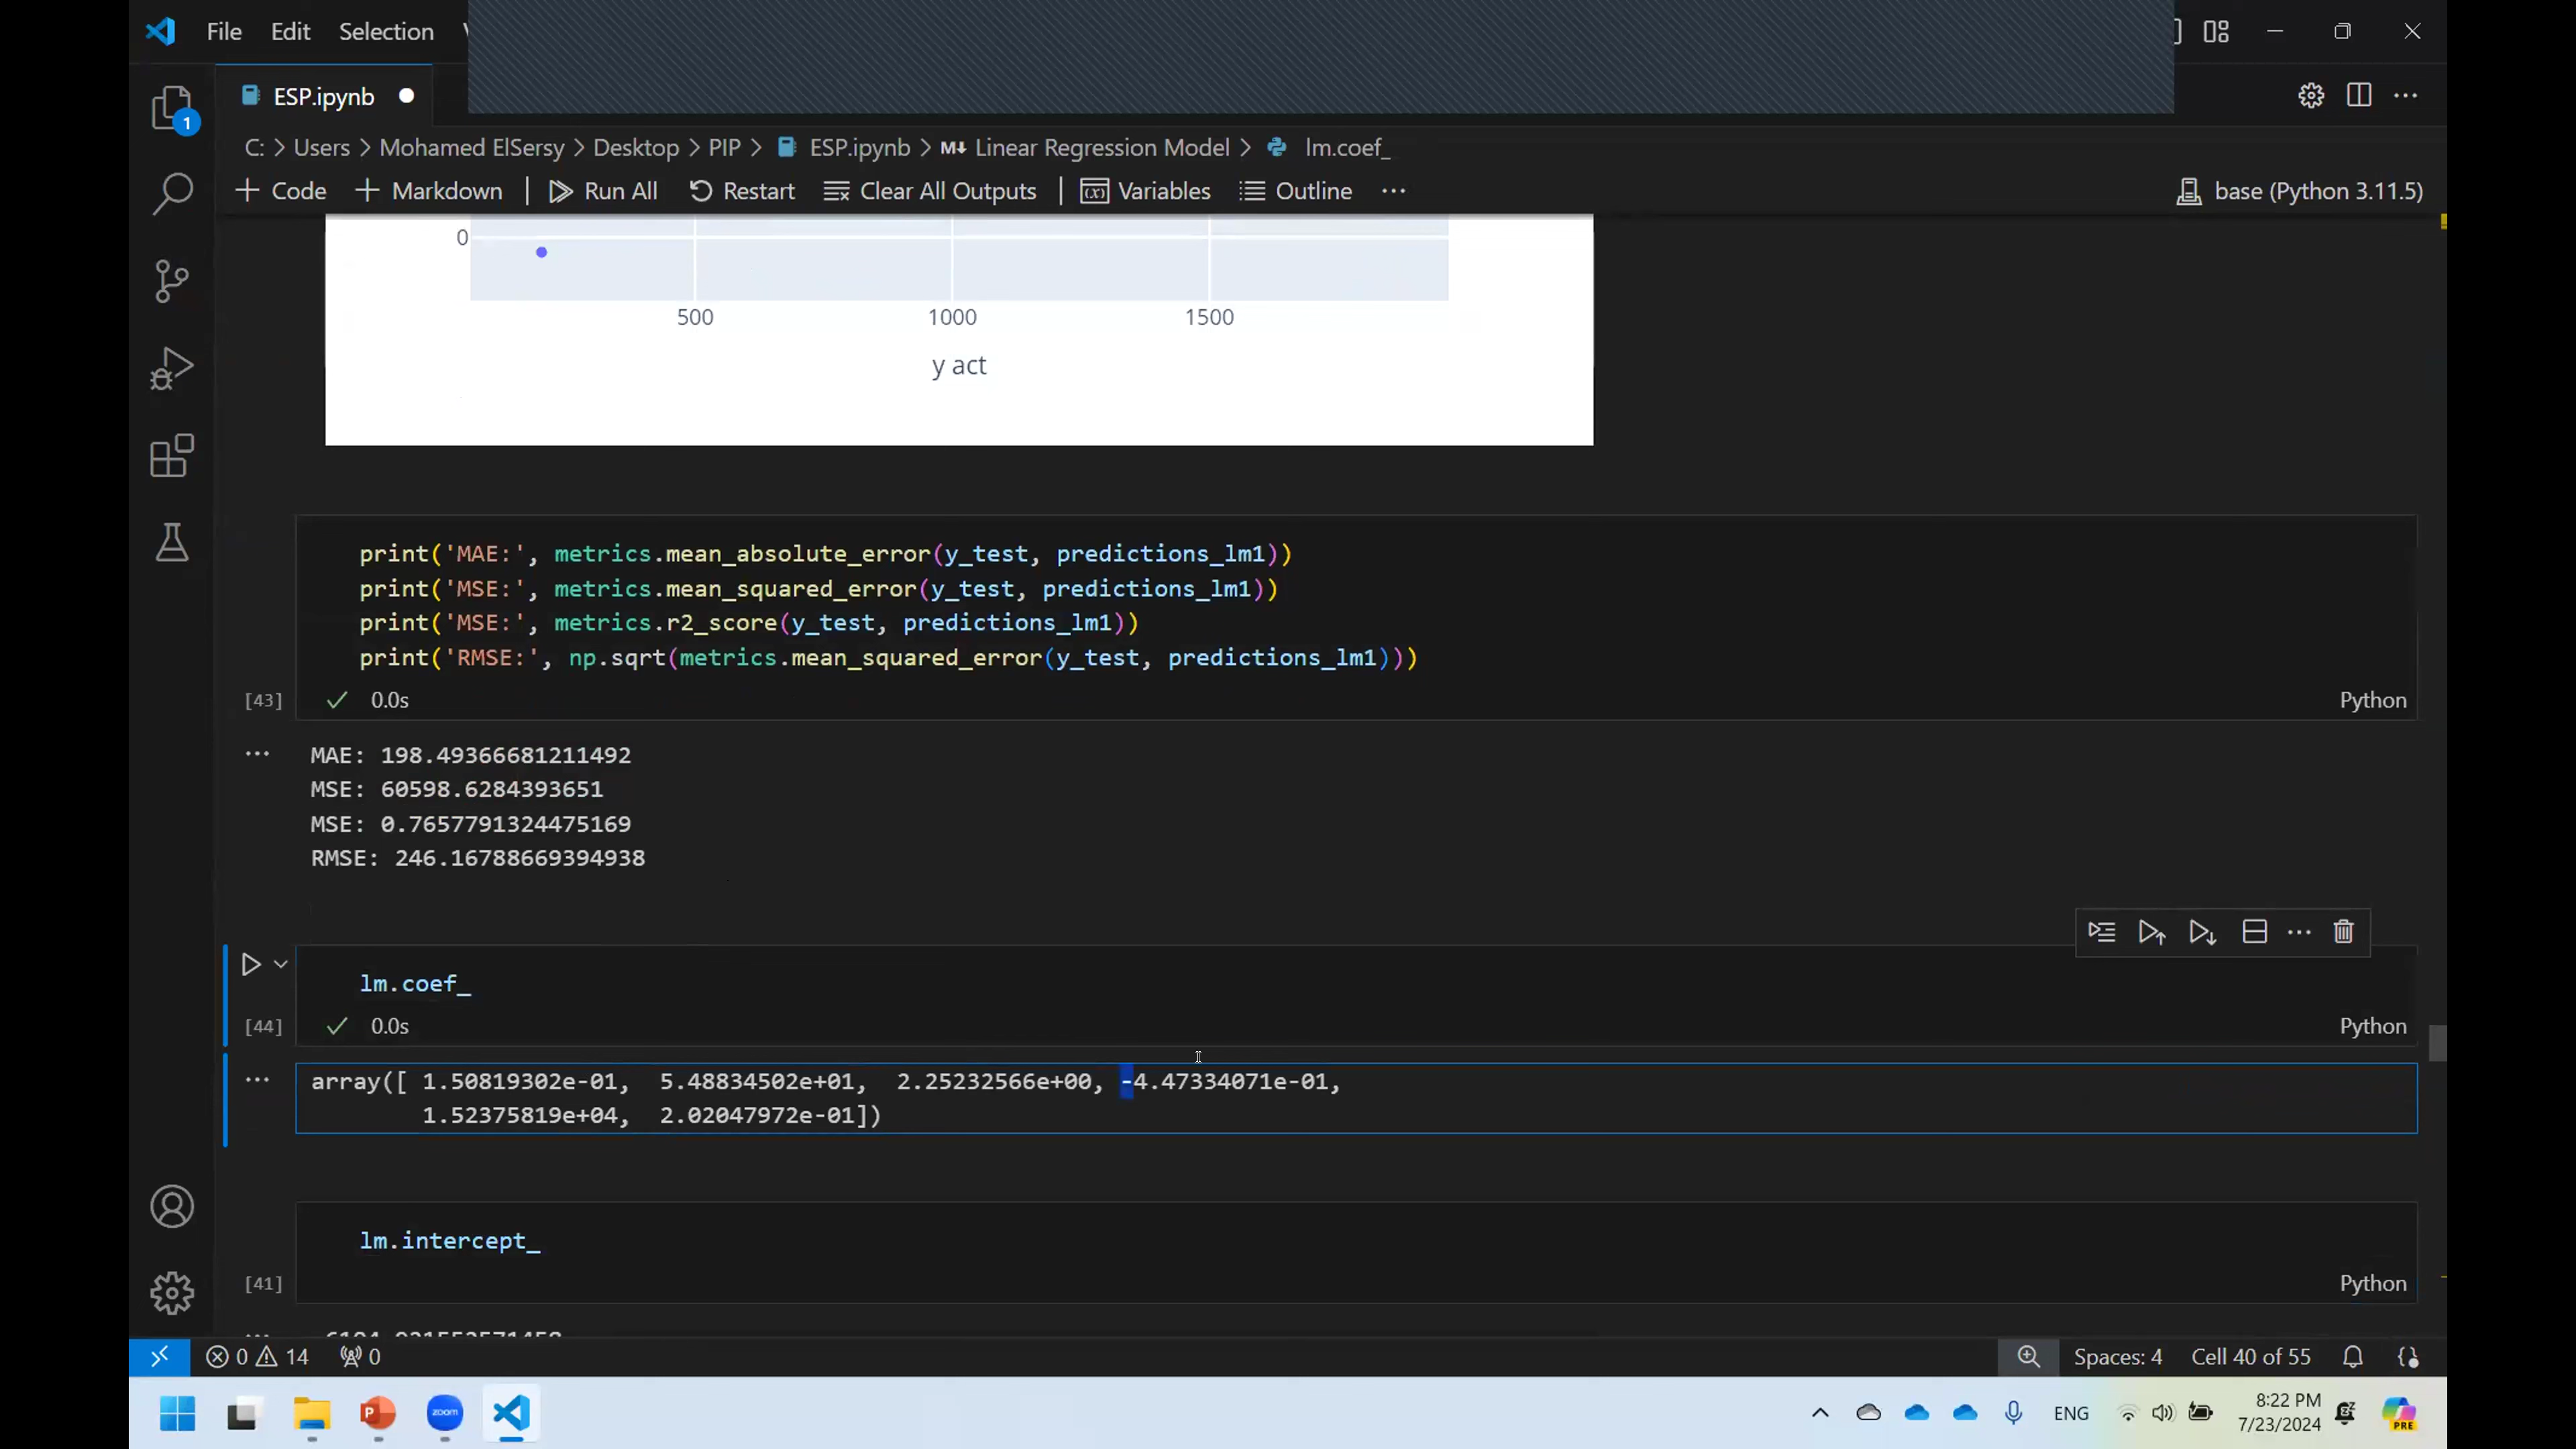 File Edit Selection
ESP.ipynb
C: > Users > Mohamed ElSersy > Desktop > PIP > ESP.ipynb > M↓ Linear Regression Model > lm.coef_
+ Code + Markdown Run All Restart Clear All Outputs Variables Outline ... base (Python 3.11.5)
1
0
500 1000 1500
y act
print('MAE:', metrics.mean_absolute_error(y_test, predictions_lm1))
print('MSE:', metrics.mean_squared_error(y_test, predictions_lm1))
print('MSE:', metrics.r2_score(y_test, predictions_lm1))
print('RMSE:', np.sqrt(metrics.mean_squared_error(y_test, predictions_lm1)))
[43] 0.0s Python
... MAE: 198.49366681211492
MSE: 60598.6284393651
MSE: 0.7657791324475169
RMSE: 246.16788669394938
lm.coef_
[44] 0.0s Python
... array([ 1.50819302e-01, 5.48834502e+01, 2.25232566e+00, -4.47334071e-01,
1.52375819e+04, 2.02047972e-01])
lm.intercept_
[41] Python
0 14 0 Spaces: 4 Cell 40 of 55
zoom
ENG
8:22 PM
7/23/2024
PRE